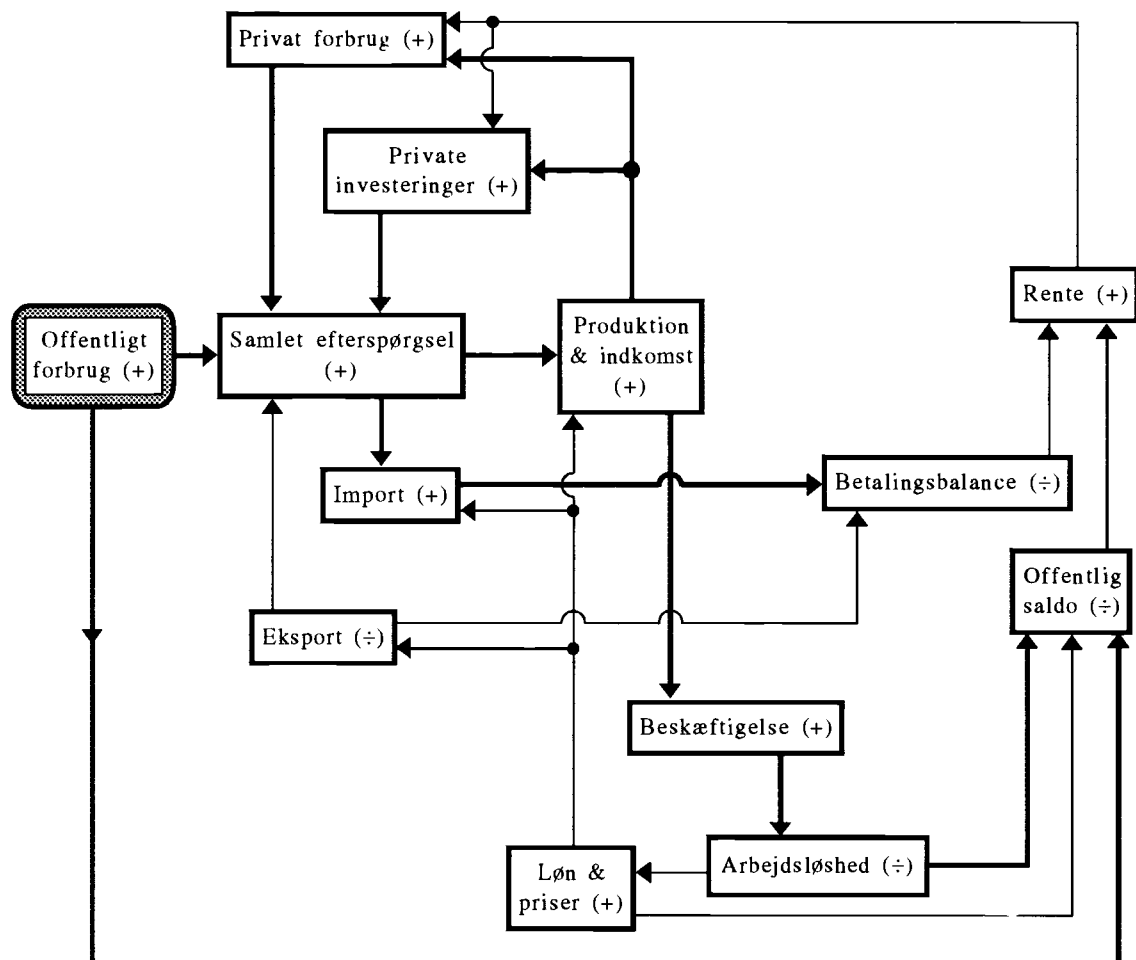 Privat forbrug (+)
Private
investeringer (+)
Rente (+)
Offentligt
forbrug (+)
Samlet efterspørgsel
(+)
Produktion
& indkomst
(+)
Import (+)
Betalingsbalance (÷)
Offentlig
saldo (÷)
Eksport (÷)
Beskæftigelse (+)
Løn &
priser (+)
Arbejdsløshed (÷)